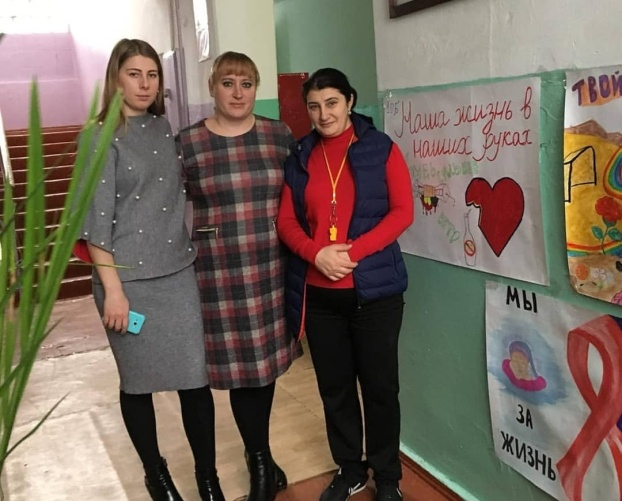 Наша жизнь в
наших руках
ТВОЙ
МЫ
ЗА
ЖИЗНЬ